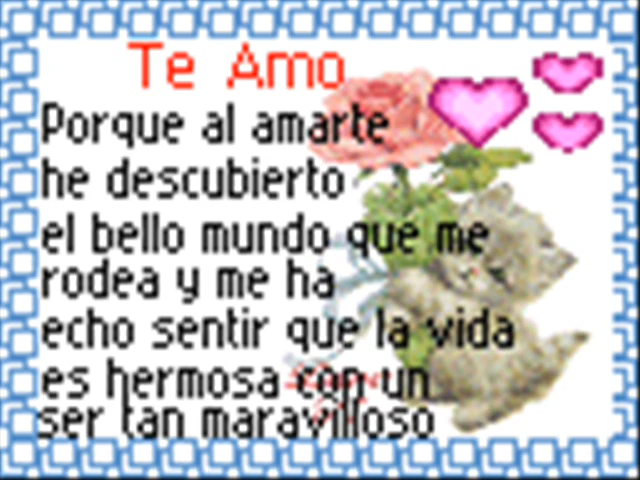 Te Amo
Porque al amarte
he descubierto
el bello mundo que me
rodea y me ha
echo sentir que la vida
es hermosa con un
ser tan maravilloso